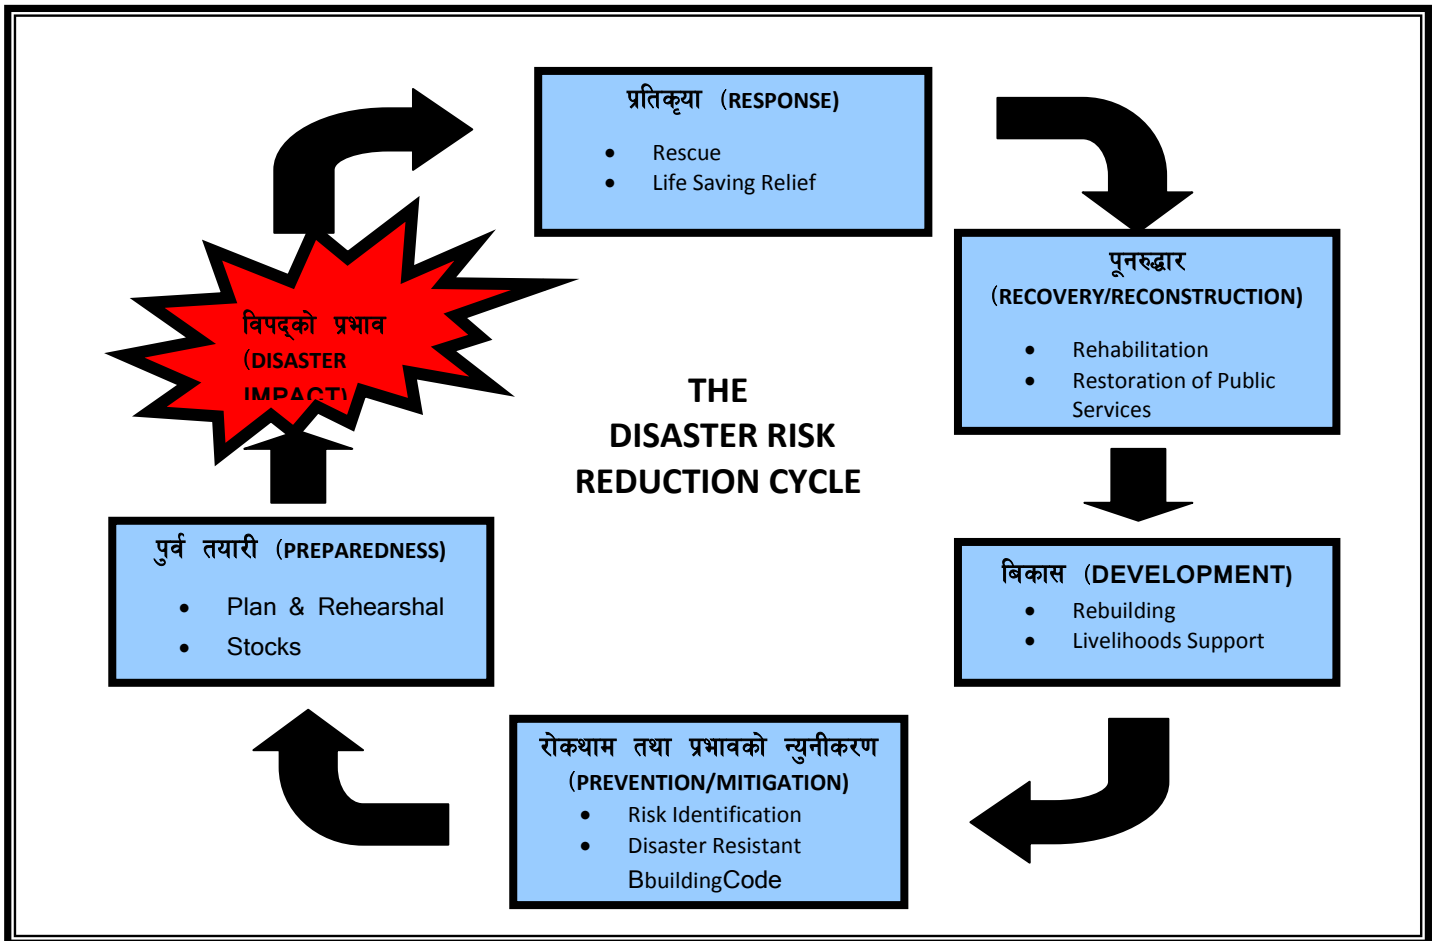 प्रतिकृया (RESPONSE)
• Rescue
• Life Saving Relief
पूनरुद्धार
(RECOVERY/RECONSTRUCTION)
• Rehabilitation
• Restoration of Public
Services
बिकास (DEVELOPMENT)
• Rebuilding
• Livelihoods Support
रोकथाम तथा प्रभावको न्युनीकरण
(PREVENTION/MITIGATION)
• Risk Identification
• Disaster Resistant
BbuildingCode
पुर्व तयारी (PREPAREDNESS)
• Plan & Rehearshal
• Stocks
विपद्को प्रभाव
(DISASTER
IMPACT)
THE
DISASTER RISK
REDUCTION CYCLE